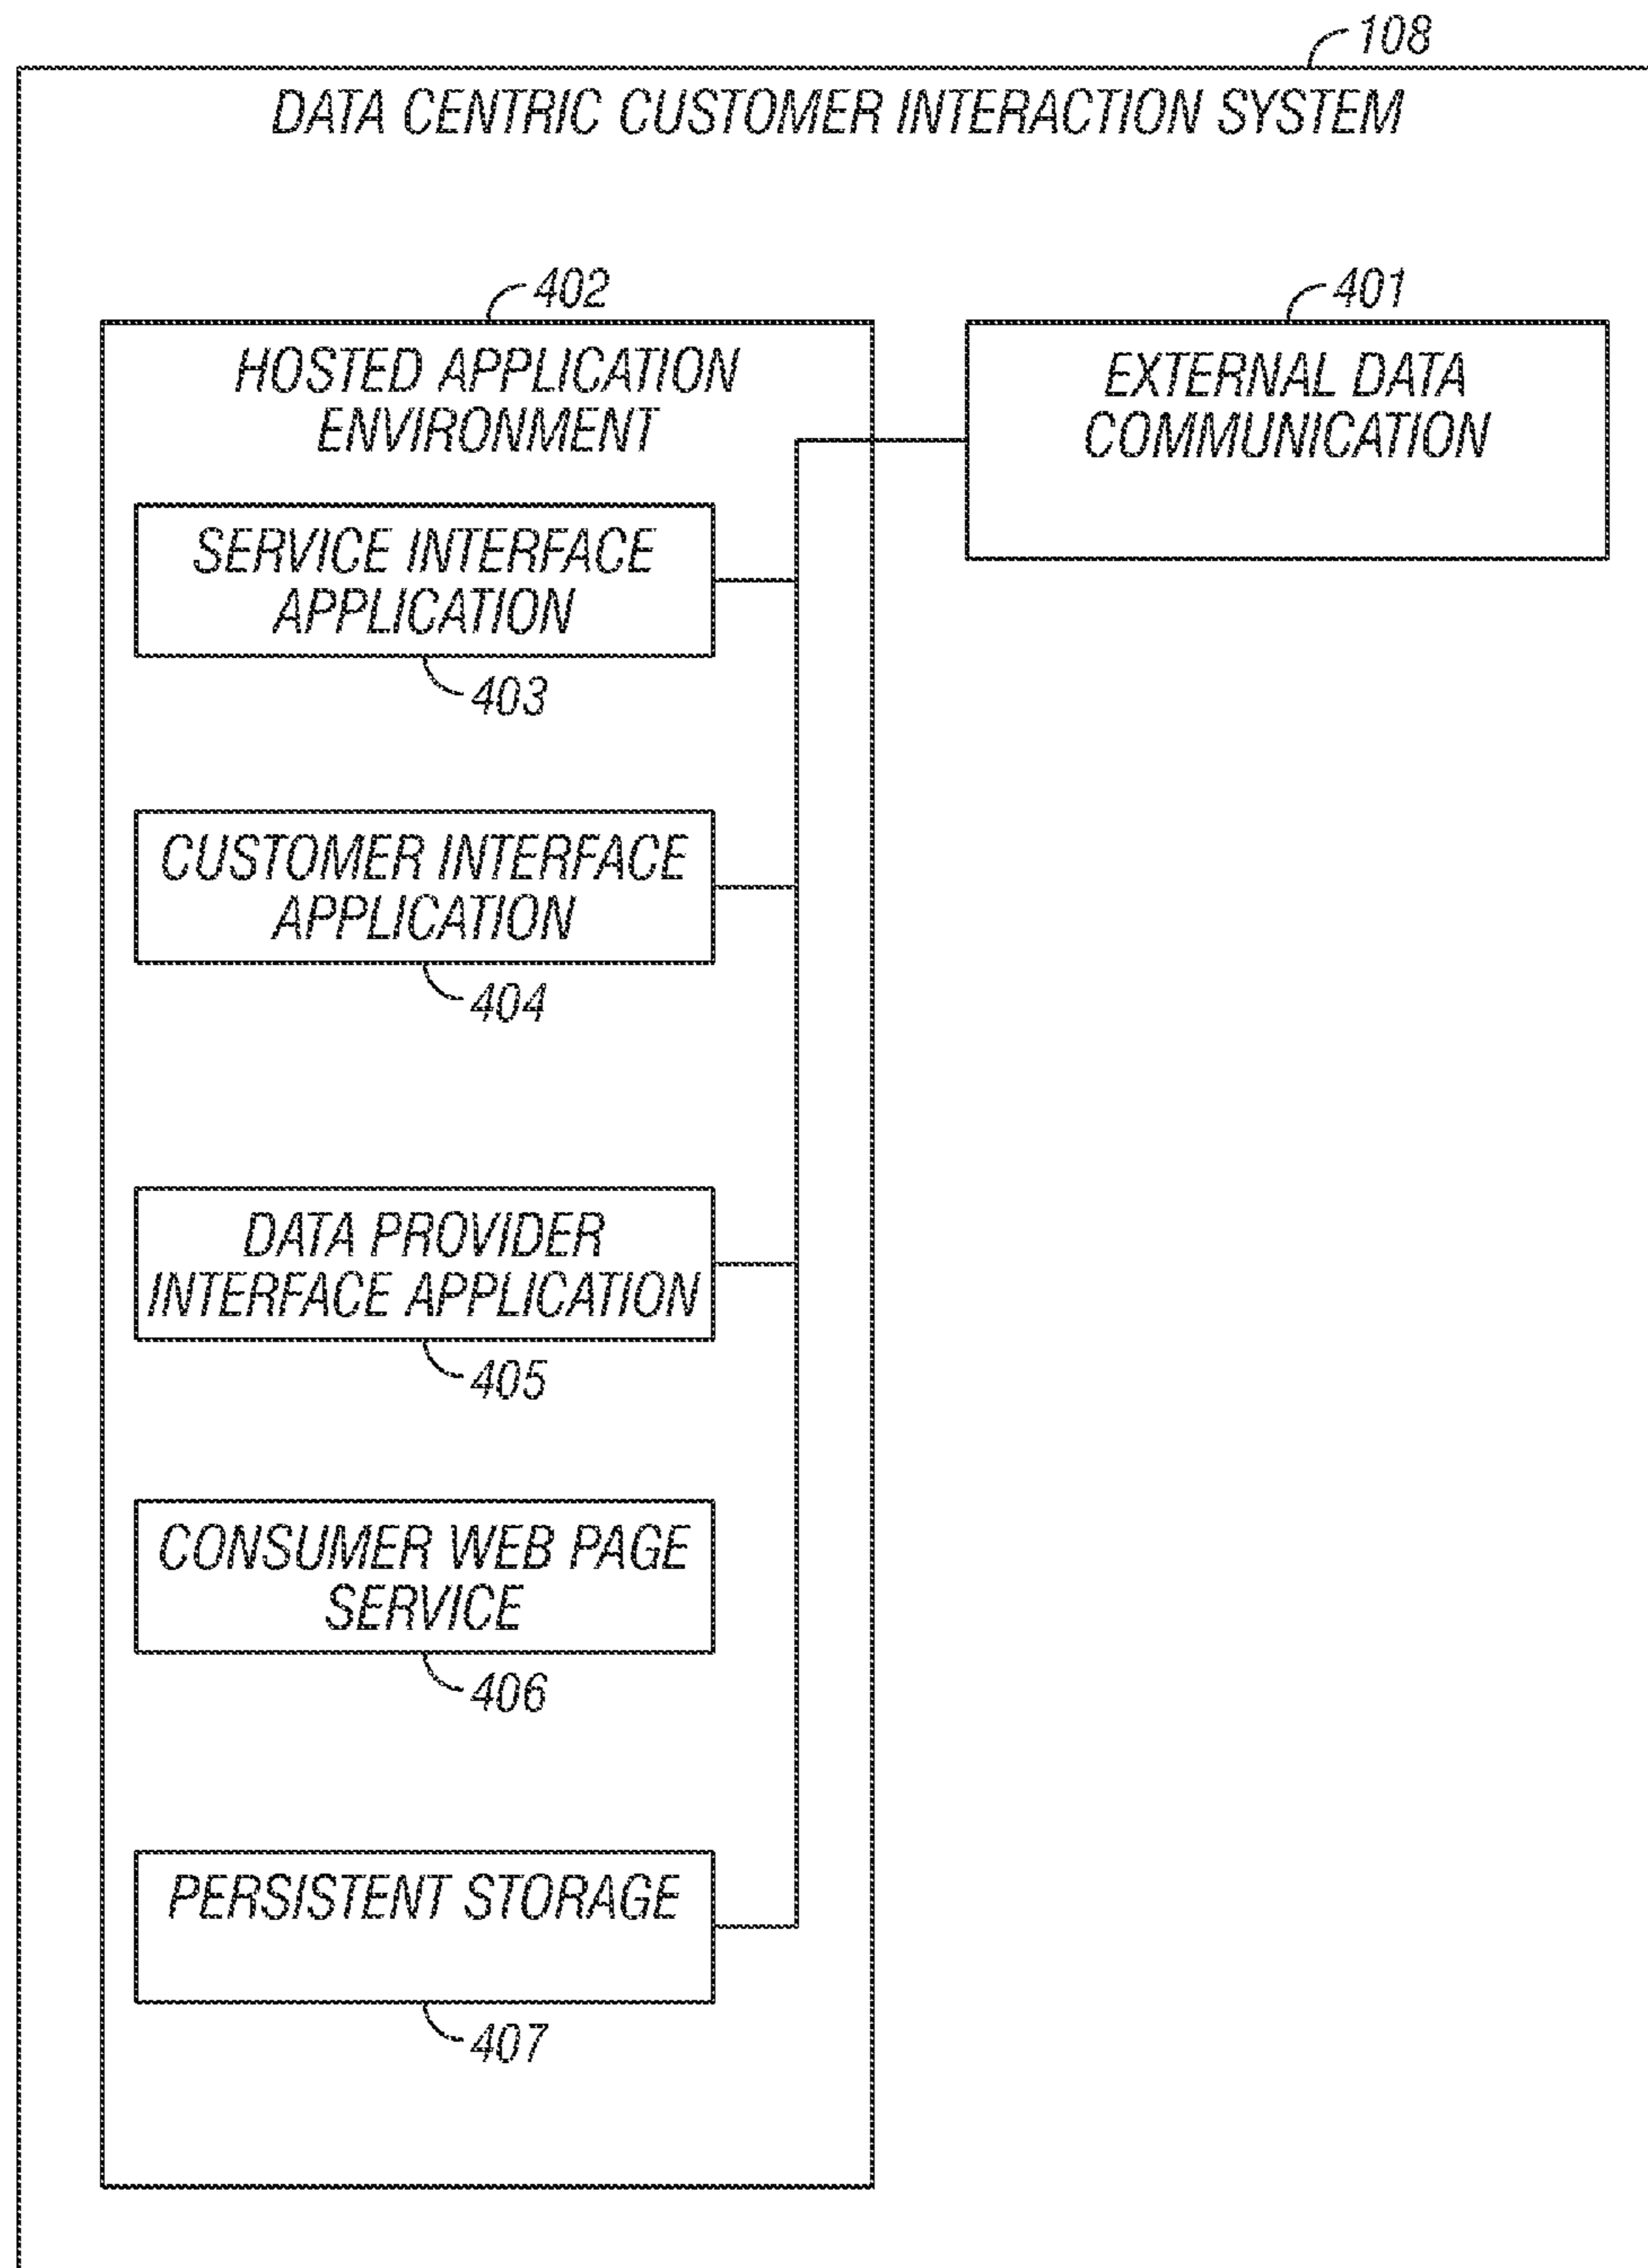 108
DATA CENTRIC CUSTOMER INTERACTION SYSTEM
402
HOSTED APPLICATION
ENVIRONMENT
401
EXTERNAL DATA
COMMUNICATION
SERVICE INTERFACE
APPLICATION
403
CUSTOMER INTERFACE
APPLICATION
404
DATA PROVIDER
INTERFACE APPLICATION
405
CONSUMER WEB PAGE
SERVICE
406
PERSISTENT STORAGE
407